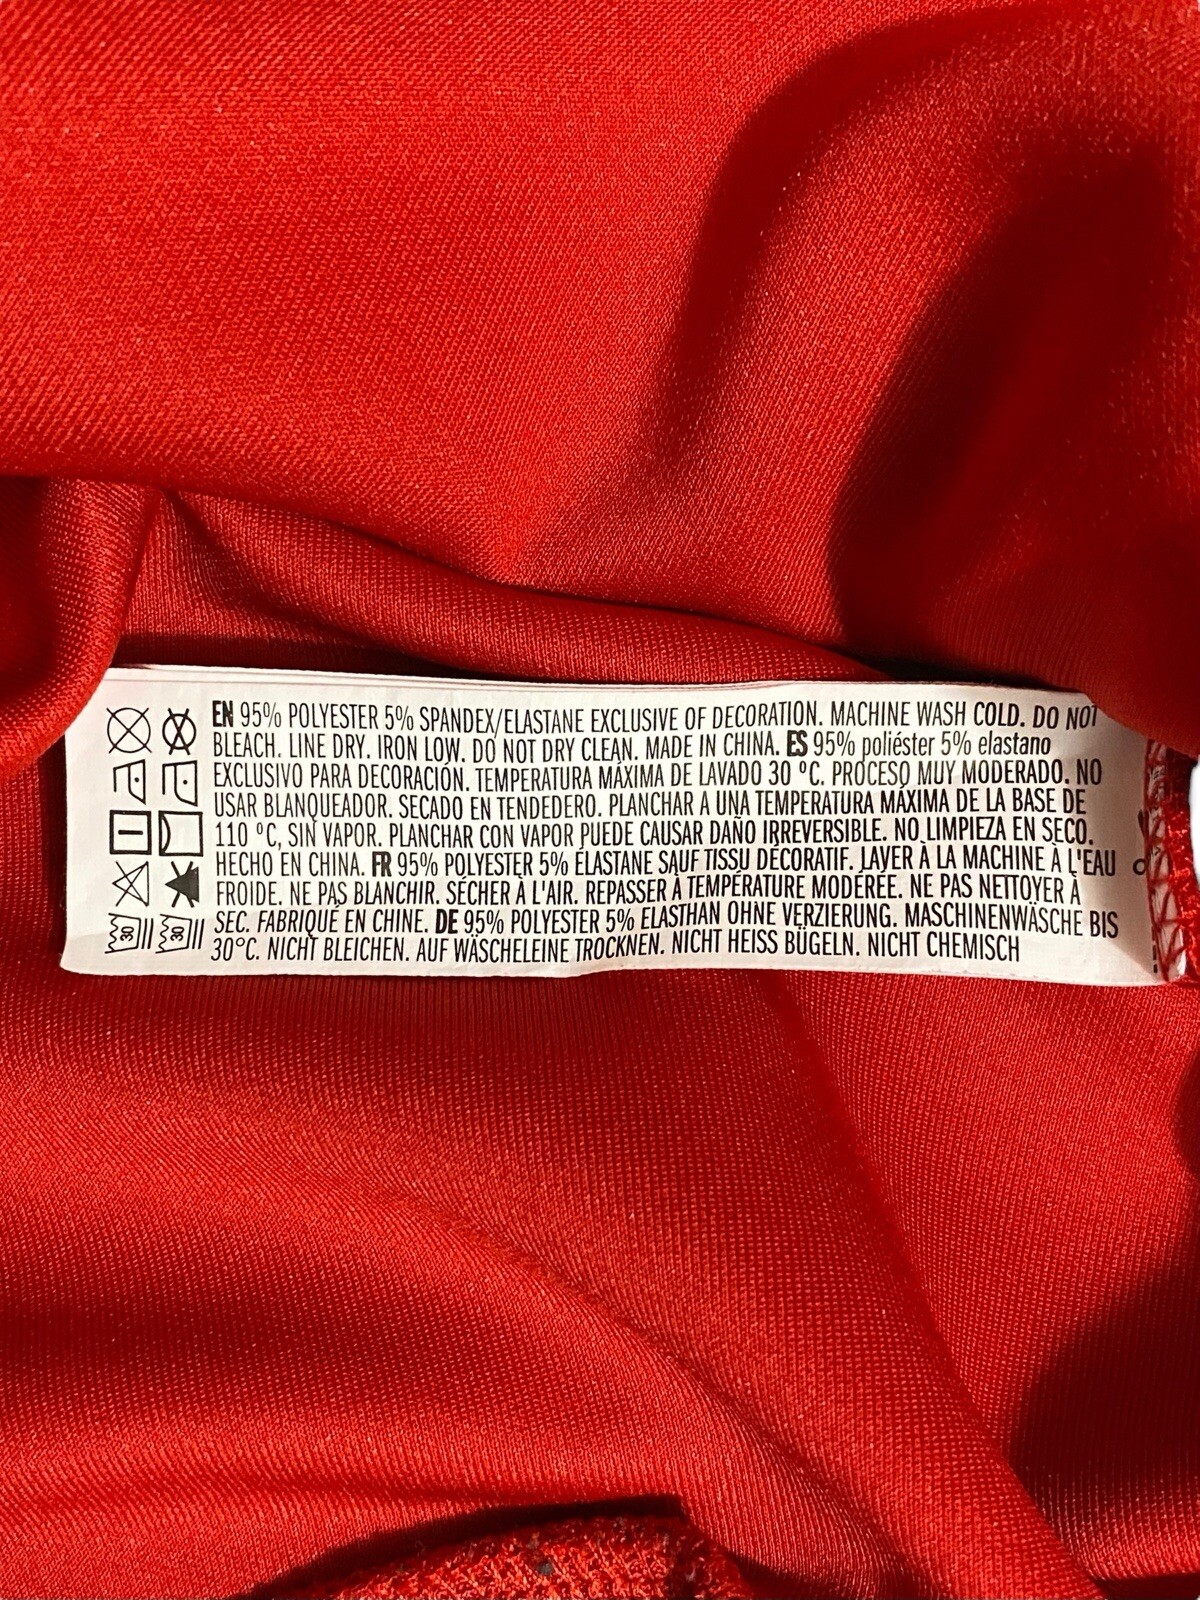 EN 95% POLYESTER 5% SPANDEX/ELASTANE EXCLUSIVE OF DECORATION. MACHINE WASH COLD. DO NOT
BLEACH. LINE DRY. IRON LOW. DO NOT DRY CLEAN. MADE IN CHINA. ES 95% poliéster 5% elastano
EXCLUSIVO PARA DECORACIÓN. TEMPERATURA MÁXIMA DE LAVADO 30 ºC. PROCESO MUY MODERADO. NO
USAR BLANQUEADOR. SECADO EN TENDEDERO. PLANCHAR A UNA TEMPERATURA MÁXIMA DE LA BASE DE
110 ºC, SIN VAPOR. PLANCHAR CON VAPOR PUEDE CAUSAR DAÑO IRREVERSIBLE. NO LIMPIEZA EN SECO.
HECHO EN CHINA. FR 95% POLYESTER 5% ÉLASTANE SAUF TISSU DÉCORATIF. LAVER À LA MACHINE À L'EAU
FROIDE. NE PAS BLANCHIR. SÉCHER À L'AIR. REPASSER À TEMPÉRATURE MODÉRÉE. NE PAS NETTOYER À
SEC. FABRIQUÉ EN CHINE. DE 95% POLYESTER 5% ELASTHAN OHNE VERZIERUNG. MASCHINENWÄSCHE BIS
30°C. NICHT BLEICHEN. AUF WÄSCHELEINE TROCKNEN. NICHT HEISS BÜGELN. NICHT CHEMISCH
30 30